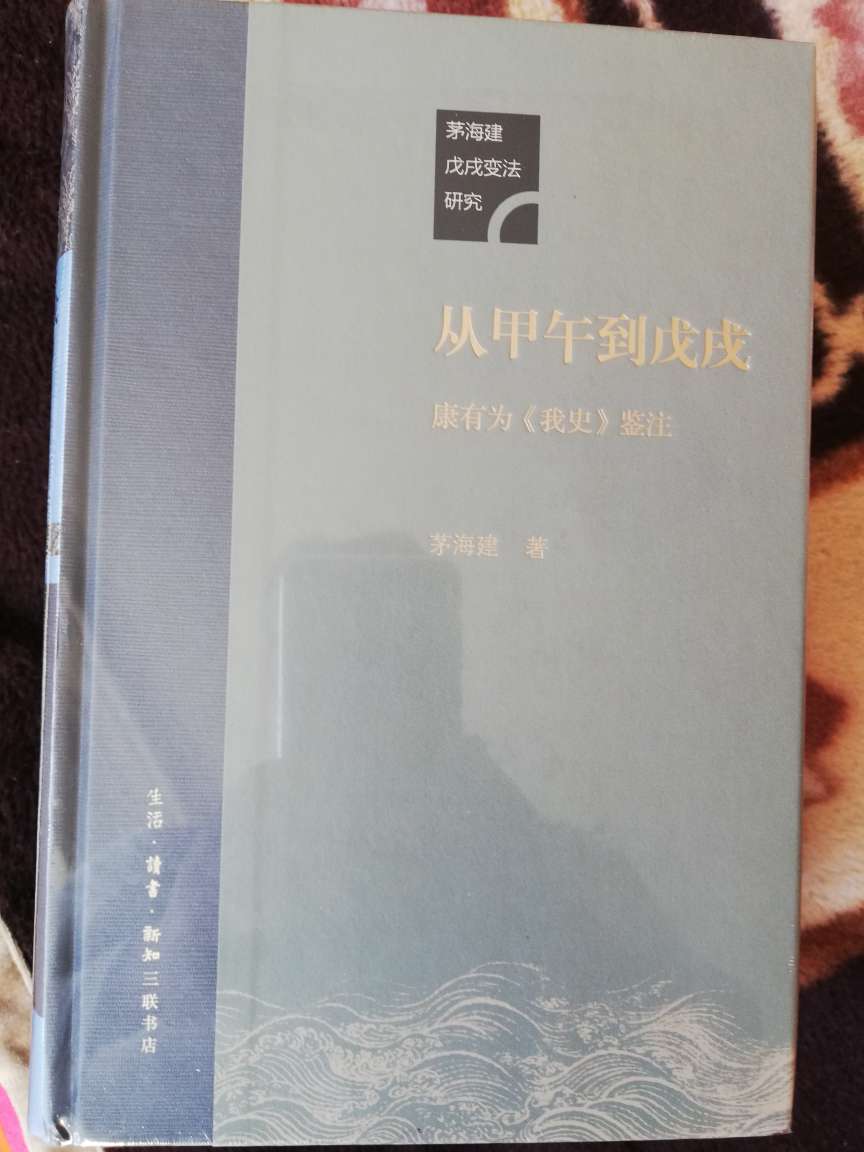 茅海建
戊戌变法
研究
从甲午到戊戌
康有为《我史》鉴注
茅海建 著
生活·讀書·新知三联书店